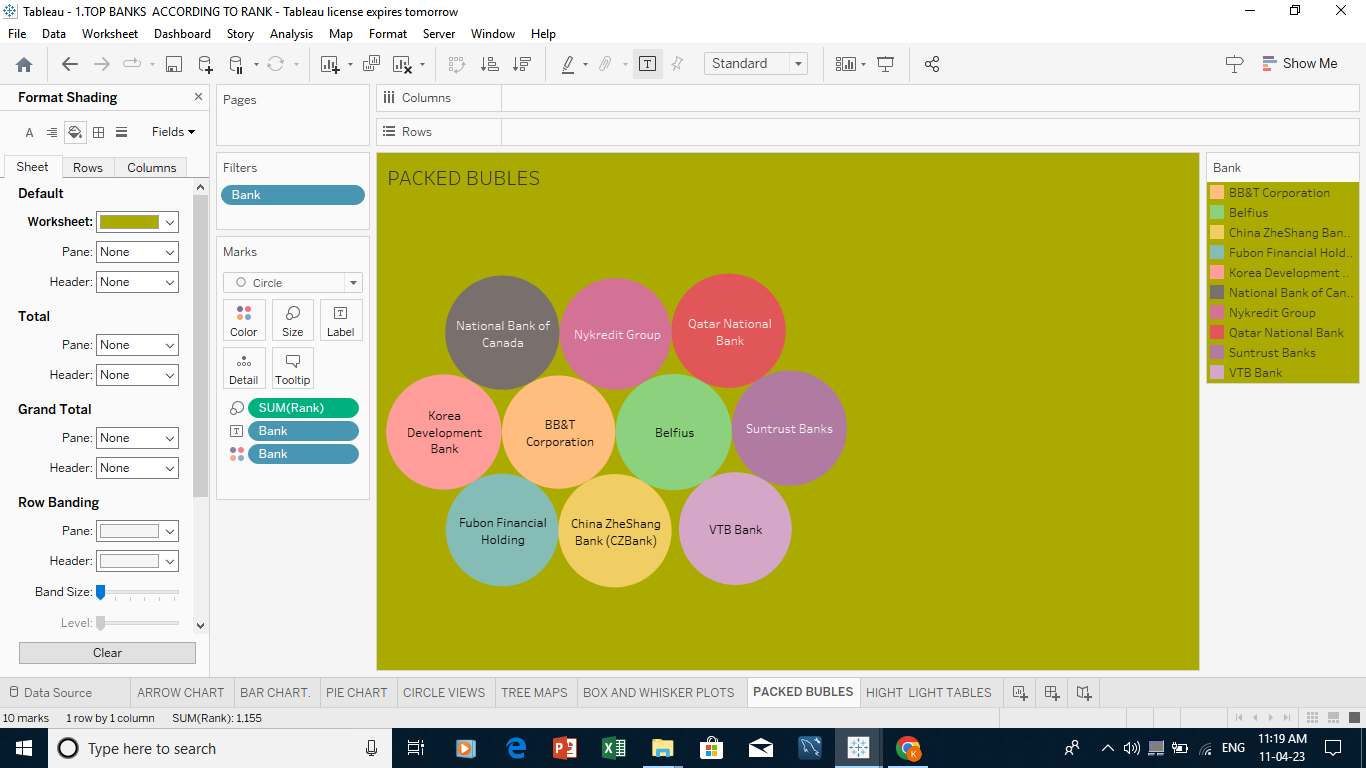 Tableau - 1.TOP BANKS  ACCORDING TO RANK - Tableau license expires tomorrow
File Data Worksheet Dashboard Story Analysis Map Format Server Window Help
Standard
Show Me
Format Shading
Fields
Sheet Rows Columns
Default
Worksheet:
Pane: None
Header: None
Total
Pane: None
Header: None
Grand Total
Pane: None
Header: None
Row Banding
Pane:
Header:
Band Size:
Level:
Clear
Pages
Filters
Bank
Marks
Circle
Color Size Label
Detail Tooltip
SUM(Rank)
Bank
Bank
Columns
Rows
PACKED BUBLES
National Bank of
Canada
Nykredit Group
Qatar National
Bank
Korea
Development
Bank
BB&T
Corporation
Belfius
Suntrust Banks
Fubon Financial
Holding
China ZheShang
Bank (CZBank)
VTB Bank
Bank
BB&T Corporation
Belfius
China ZheShang Ban..
Fubon Financial Hold..
Korea Development ..
National Bank of Can..
Nykredit Group
Qatar National Bank
Suntrust Banks
VTB Bank
Data Source ARROW CHART BAR CHART. PIE CHART CIRCLE VIEWS TREE MAPS BOX AND WHISKER PLOTS PACKED BUBLES HIGHT  LIGHT TABLES
10 marks 1 row by 1 column SUM(Rank): 1,155
Type here to search
ENG
11:19 AM
11-04-23